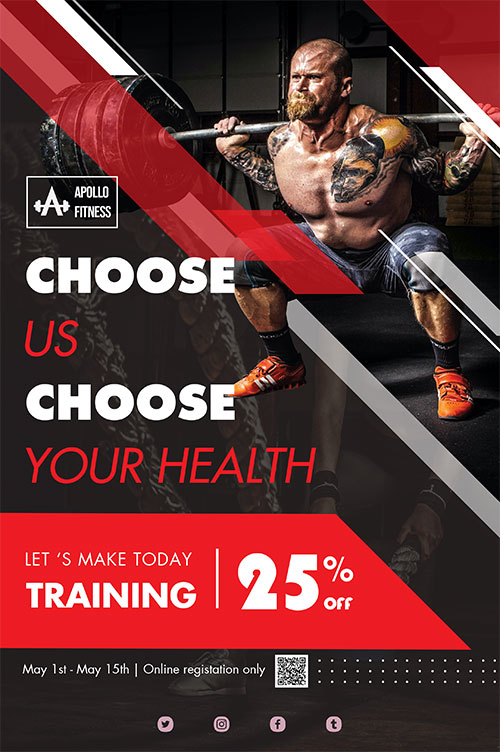 APOLLO
FITNESS
CHOOSE
US
CHOOSE
YOUR HEALTH
LET 'S MAKE TODAY
TRAINING
25% off
May 1st - May 15th | Online registation only